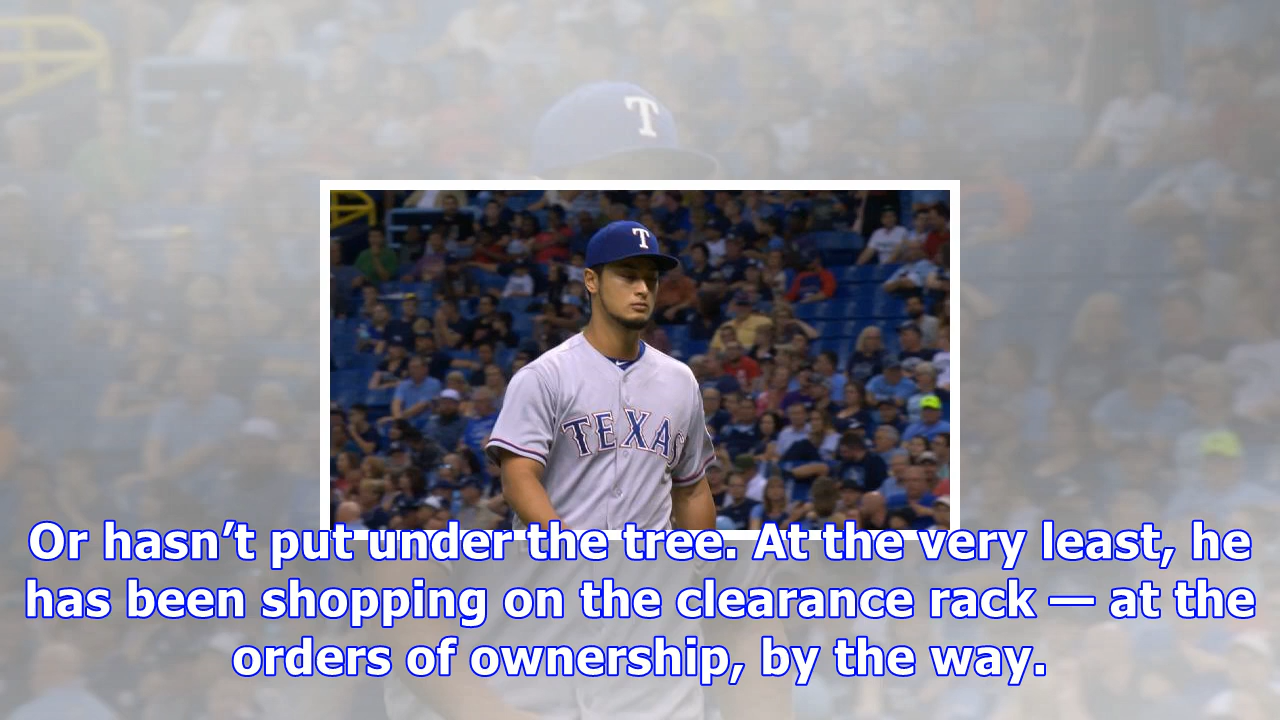 T
T
TEXAS
Or hasn’t put under the tree. At the very least, he
has been shopping on the clearance rack — at the
orders of ownership, by the way.